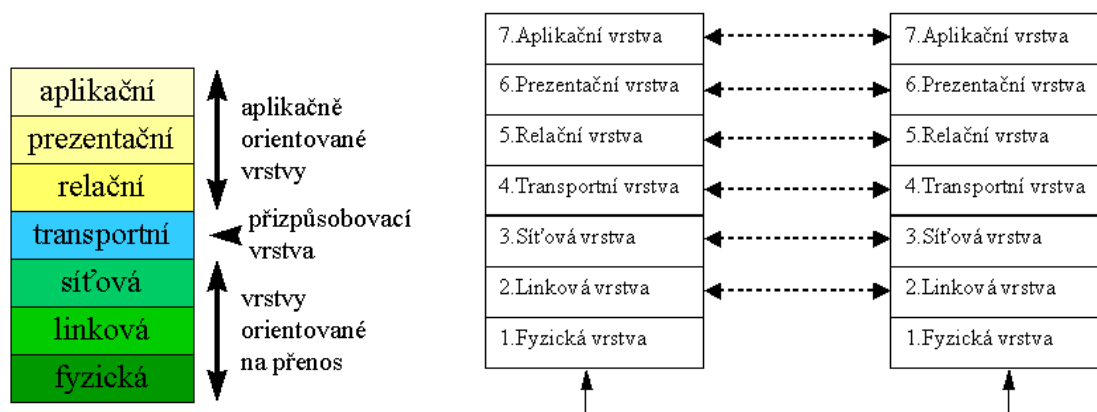 aplikační
prezentační
relační
transportní
síťová
linková
fyzická
aplikačně
orientované
vrstvy
přizpůsobovací
vrstva
vrstvy
orientované
na přenos
7.Aplikační vrstva
6.Prezentační vrstva
5.Relační vrstva
4.Transportní vrstva
3.Síťová vrstva
2.Linková vrstva
1.Fyzická vrstva
7.Aplikační vrstva
6.Prezentační vrstva
5.Relační vrstva
4.Transportní vrstva
3.Síťová vrstva
2.Linková vrstva
1.Fyzická vrstva